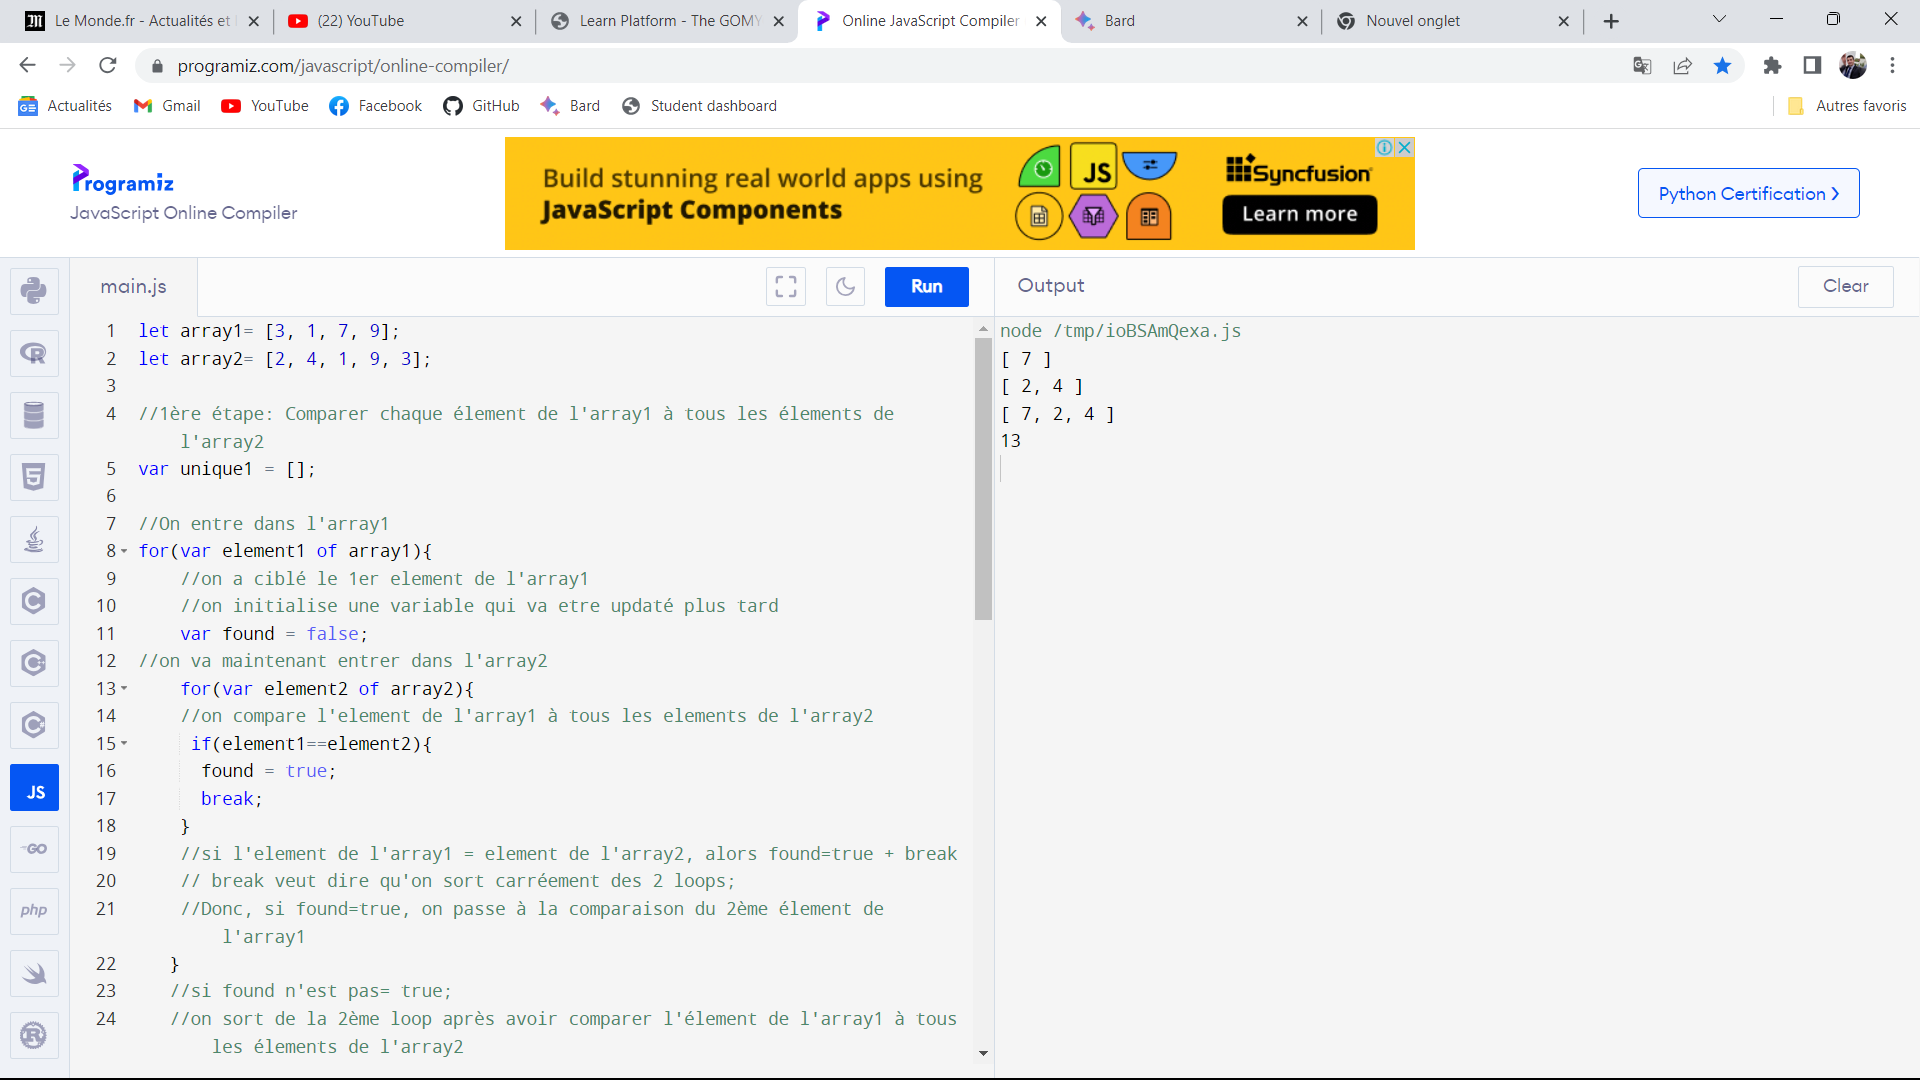 Le Monde.fr - Actualités et
(22) YouTube
Learn Platform - The GOMY
Online JavaScript Compiler
Bard
Nouvel onglet
programiz.com/javascript/online-compiler/
Actualités
Gmail
YouTube
Facebook
GitHub
Bard
Student dashboard
Autres favoris
Programiz
JavaScript Online Compiler
Build stunning real world apps using
JavaScript Components
JS
Syncfusion
Learn more
Python Certification
main.js
Run
Output
Clear
1 let array1= [3, 1, 7, 9];
2 let array2= [2, 4, 1, 9, 3];
3
4 //1ère étape: Comparer chaque élement de l'array1 à tous les élements de
l'array2
5 var unique1 = [];
6
7 //On entre dans l'array1
8 for(var element1 of array1){
9 //on a ciblé le 1er element de l'array1
10 //on initialise une variable qui va etre updaté plus tard
11 var found = false;
12 //on va maintenant entrer dans l'array2
13 for(var element2 of array2){
14 //on compare l'element de l'array1 à tous les elements de l'array2
15 if(element1==element2){
16 found = true;
17 break;
18 }
19 //si l'element de l'array1 = element de l'array2, alors found=true + break
20 // break veut dire qu'on sort carréement des 2 loops;
21 //Donc, si found=true, on passe à la comparaison du 2ème élement de
l'array1
22 }
23 //si found n'est pas= true;
24 //on sort de la 2ème loop après avoir comparer l'élement de l'array1 à tous
les élements de l'array2
node /tmp/ioBSAmQexa.js
[ 7 ]
[ 2, 4 ]
[ 7, 2, 4 ]
13
R
5
C
C
C
JS
GO
php
R